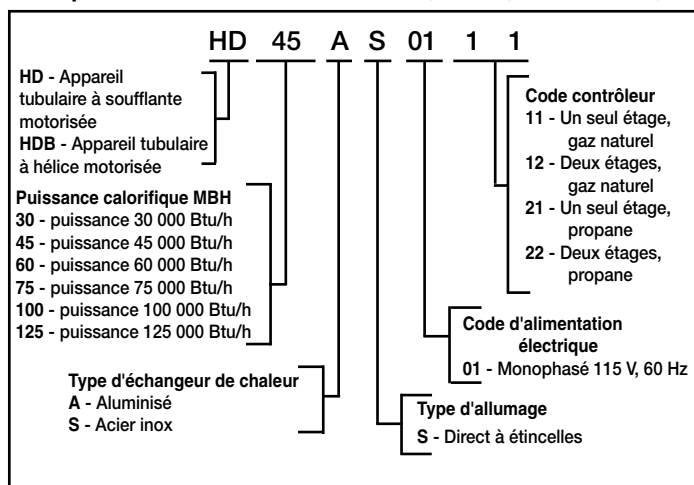 HD 45 A S 01 1 1
HD - Appareil
tubulaire à soufflante
motorisée
HDB - Appareil tubulaire
à hélice motorisée
Puissance calorifique MBH
30 - puissance 30 000 Btu/h
45 - puissance 45 000 Btu/h
60 - puissance 60 000 Btu/h
75 - puissance 75 000 Btu/h
100 - puissance 100 000 Btu/h
125 - puissance 125 000 Btu/h
Type d'échangeur de chaleur
A - Aluminisé
S - Acier inox
Code contrôleur
11 - Un seul étage,
gaz naturel
12 - Deux étages,
gaz naturel
21 - Un seul étage,
propane
22 - Deux étages,
propane
Code d'alimentation
électrique
01 - Monophasé 115 V, 60 Hz
Type d'allumage
S - Direct à étincelles